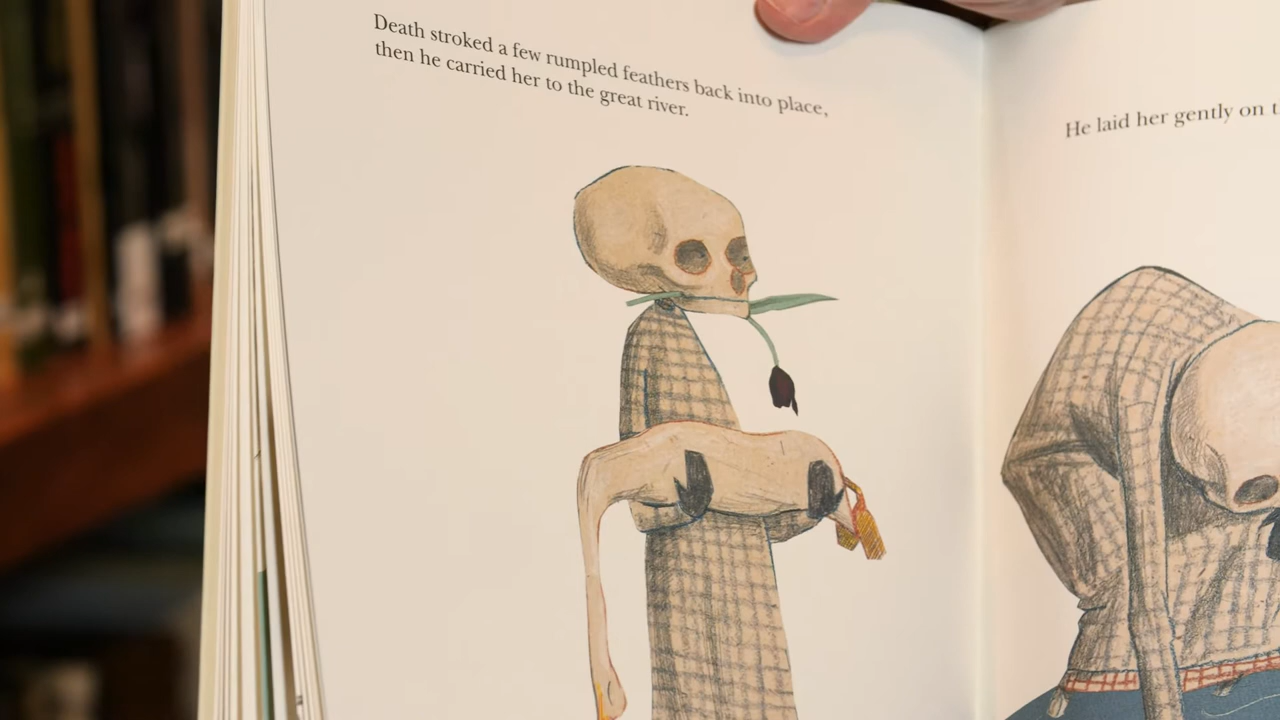 Death stroked a few rumpled feathers back into place,
then he carried her to the great river.
He laid her gently on